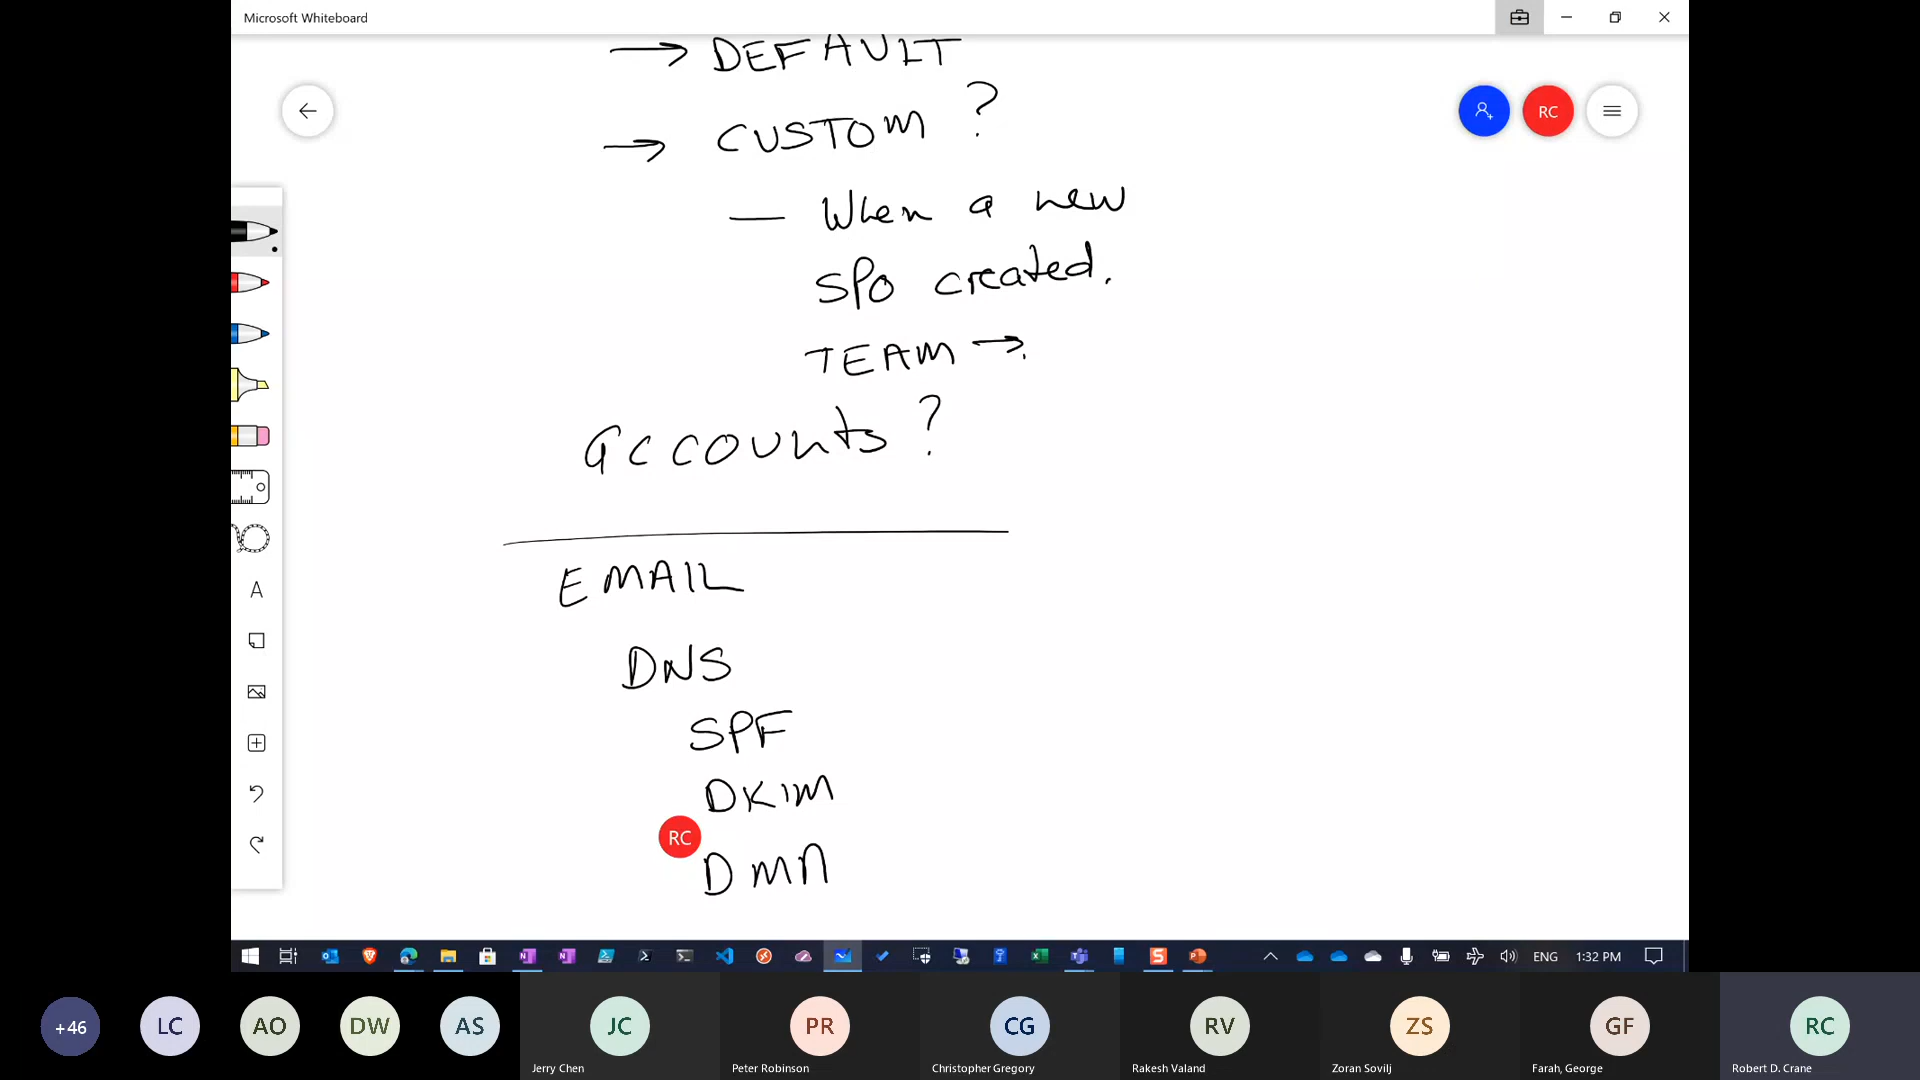 Microsoft Whiteboard
→ DEFAULT
→ CUSTOM ?
— When a new
SPO created.
TEAM →
accounts ?
EMAIL
DNS
SPF
DKIM
RC
DMA
RC
A
ENG
1:32 PM
+46
LC
AO
DW
AS
JC
Jerry Chen
PR
Peter Robinson
CG
Christopher Gregory
RV
Rakesh Valand
ZS
Zoran Sovilj
GF
Farah, George
RC
Robert D. Crane